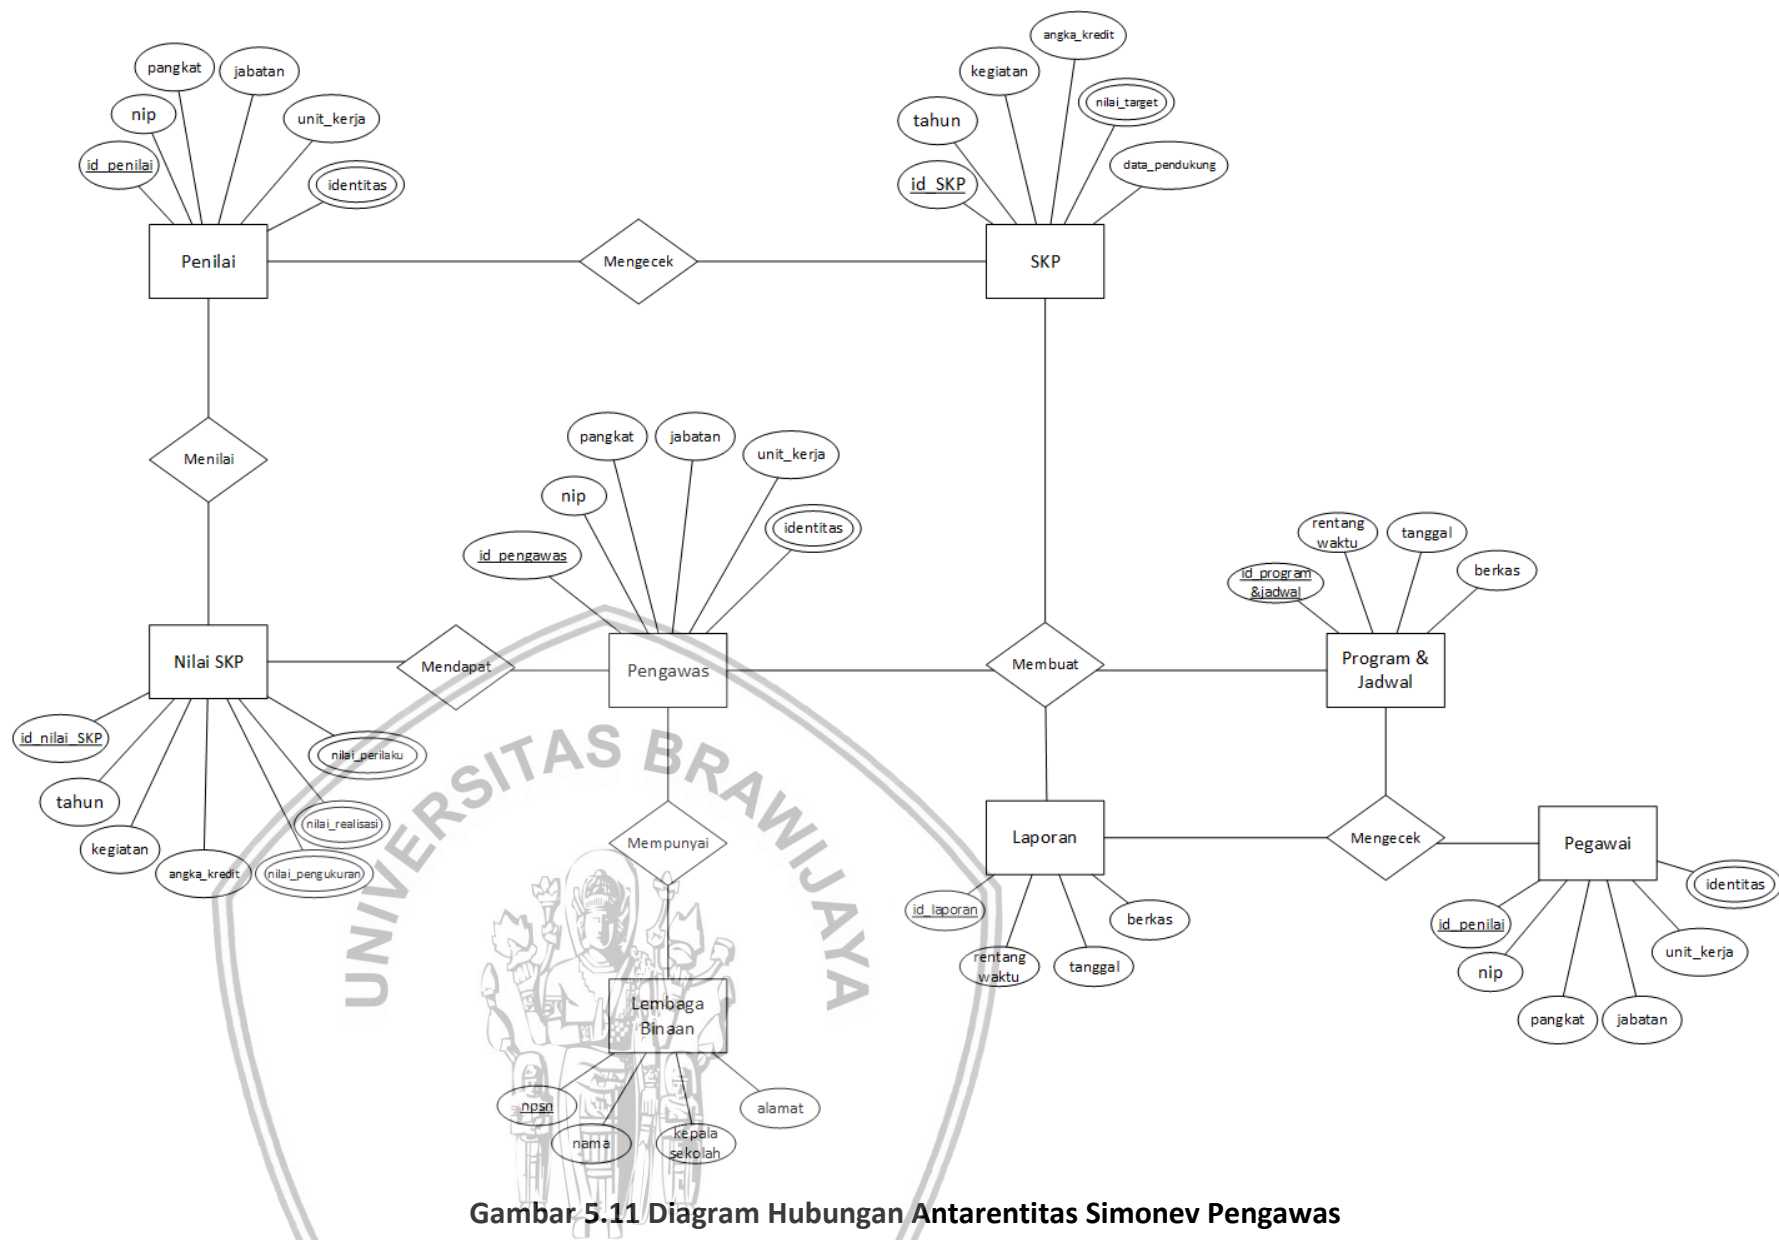 angka_kredit
pangkat
jabatan
kegiatan
nip
unit_kerja
tahun
nilai_target
id_penilai
identitas
id_SKP
data_pendukung
Penilai
Mengecek
SKP
Menilai
pangkat
jabatan
unit_kerja
nip
identitas
id_pengawas
rentang
waktu
tanggal
berkas
id_program
&jadwal
Nilai SKP
Mendapat
Pengawas
Membuat
Program &
Jadwal
id_nilai_SKP
nilai_perilaku
tahun
nilai_realisasi
kegiatan
angka_kredit
nilai_pengukuran
UNIVERSITAS BRAWIJAYA
Mempunyai
Laporan
Mengecek
Pegawai
identitas
id_laporan
berkas
id_penilai
rentang
waktu
tanggal
nip
unit_kerja
pangkat
jabatan
Lembaga
Binaan
npsn
nama
kepala
sekolah
alamat
Gambar 5.11 Diagram Hubungan Antarentitas Simonev Pengawas